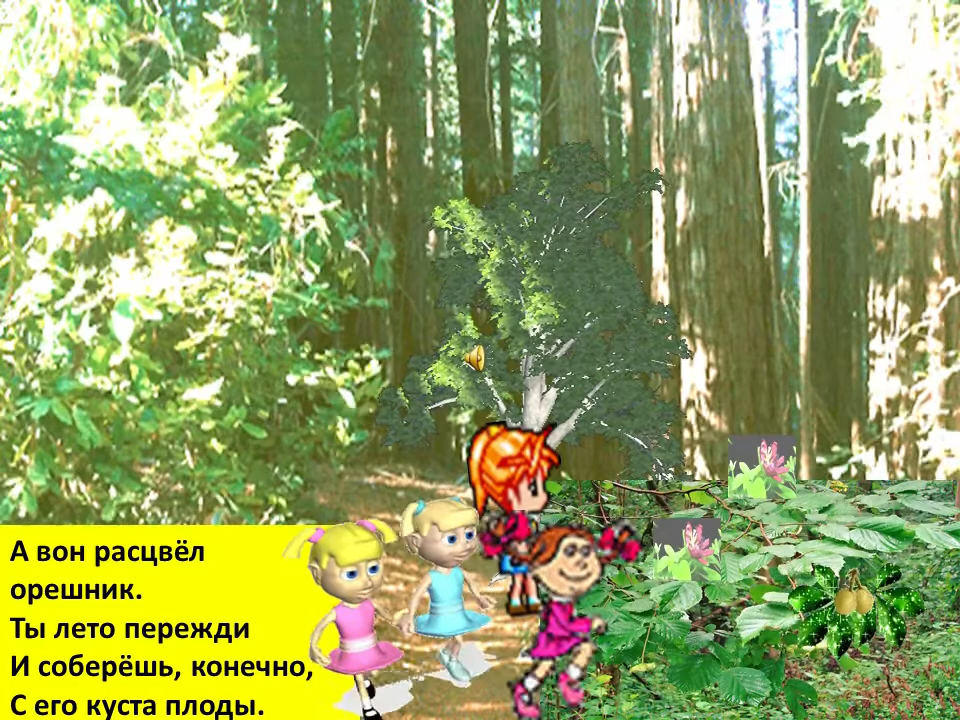 А вон расцвёл
орешник.
Ты лето пережди
И соберёшь, конечно,
С его куста плоды.